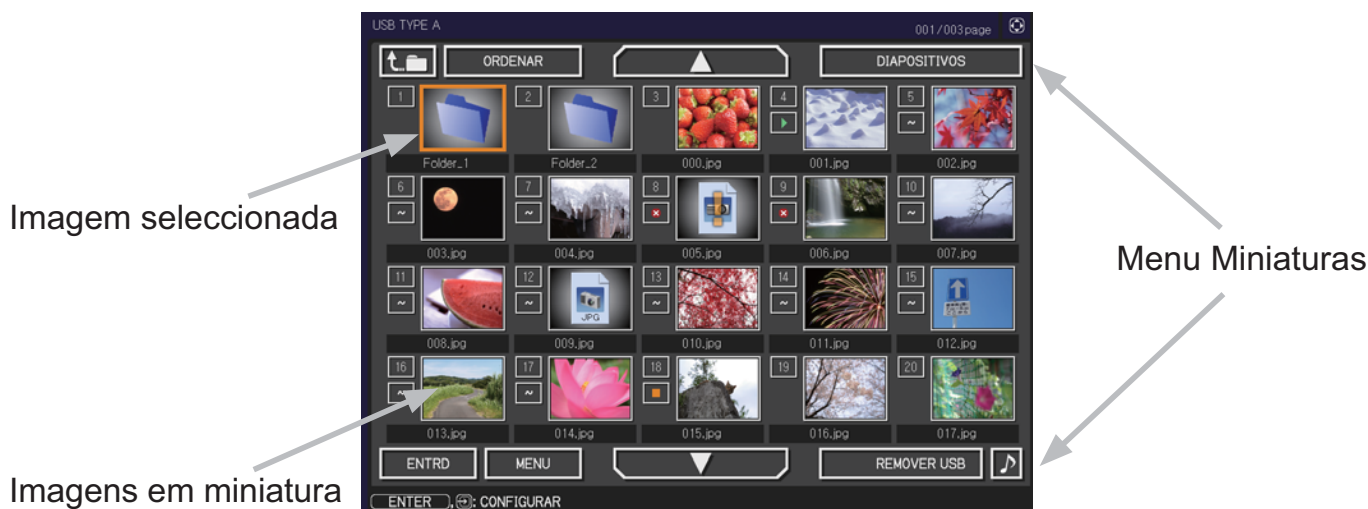 USB TYPE A 001/003page
ORDENAR DIAPOSITIVOS
1 2 3 4 5
Folder_1 Folder_2 000.jpg 001.jpg 002.jpg
6 7 8 9 10
~ ~ ~
003.jpg 004.jpg 005.jpg 006.jpg 007.jpg
Imagem seleccionada
Menu Miniaturas
11 12 13 14 15
JPG
008.jpg 009.jpg 010.jpg 011.jpg 012.jpg
16 17 18 19 20
013.jpg 014.jpg 015.jpg 016.jpg 017.jpg
ENTRD MENU REMOVER USB
Imagens em miniatura
ENTER , : CONFIGURAR